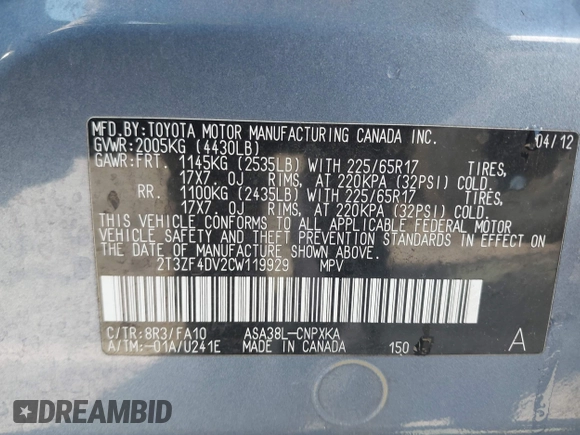 MFD.BY:TOYOTA MOTOR MANUFACTURING CANADA INC. 04/12
GVWR:2005KG (4430LB)
GAWR:FRT. 1145KG (2535LB) WITH 225/65R17 TIRES,
17X7. OJ RIMS, AT 220KPA (32PSI) COLD.
RR. 1100KG (2435LB) WITH 225/65R17 TIRES,
17X7. OJ RIMS, AT 220KPA (32PSI) COLD.
THIS VEHICLE CONFORMS TO ALL APPLICABLE FEDERAL MOTOR
VEHICLE SAFETY AND THEFT PREVENTION STANDARDS IN EFFECT ON
THE DATE OF MANUFACTURE SHOWN ABOVE.
2T3ZF4DV2CW119929 MPV
C/TR:8R3/FA10 ASA38L-CNPXKA
A/TM:-01A/U241E MADE IN CANADA 150 A
DREAMBID